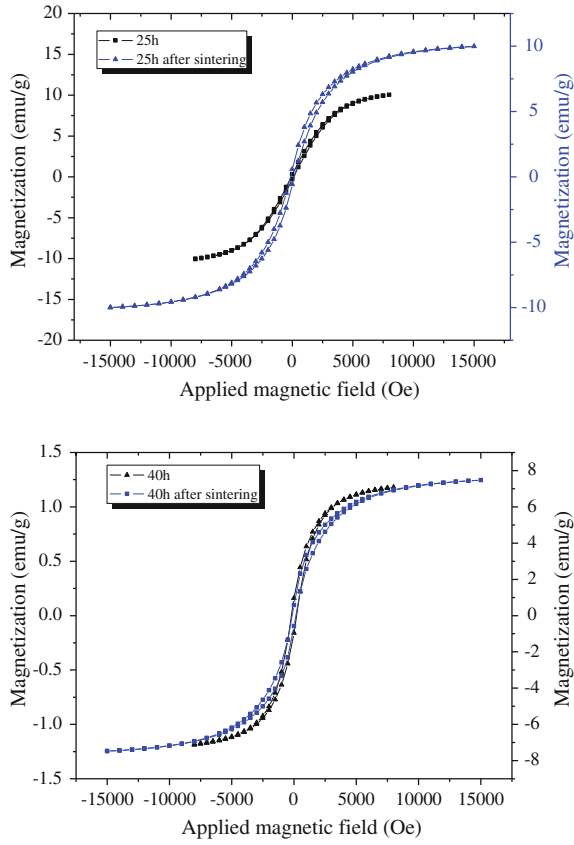 20
15
10
5
0
-5
-10
-15
-20
Magnetization (emu/g)
25h
25h after sintering
10
5
0
-5
-10
Magnetization (emu/g)
-15000 -10000 -5000 0 5000 10000 15000
Applied magnetic field (Oe)
1.5
1.0
0.5
0.0
-0.5
-1.0
-1.5
Magnetization (emu/g)
40h
40h after sintering
8
6
4
2
0
-2
-4
-6
-8
Magnetization (emu/g)
-15000 -10000 -5000 0 5000 10000 15000
Applied magnetic field (Oe)